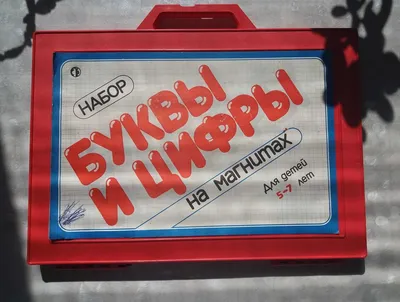 НАБОР
БУКВЫ
И ЦИФРЫ
на магнитах
Для детей
5-7 лет